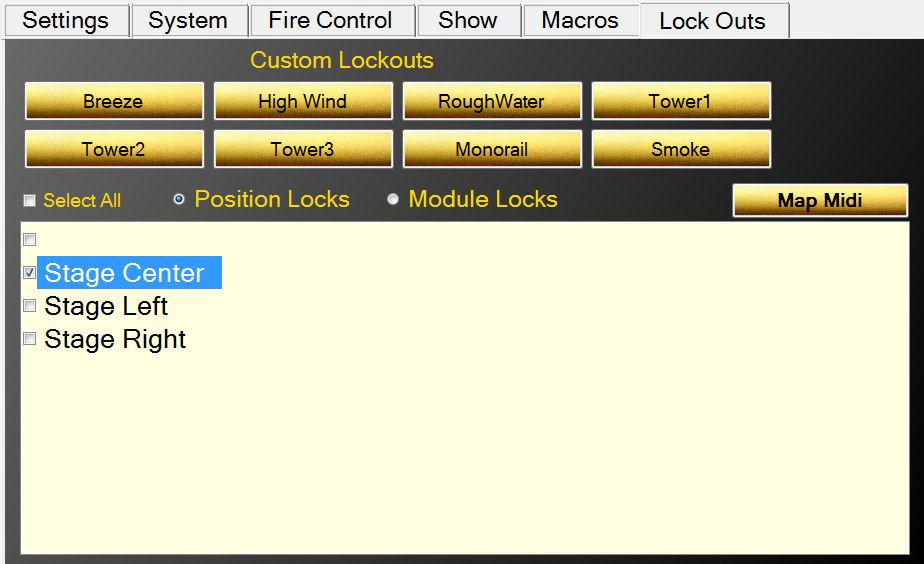 Settings System Fire Control Show Macros Lock Outs
Custom Lockouts
Breeze High Wind RoughWater Tower1
Tower2 Tower3 Monorail Smoke
Select All Position Locks Module Locks Map Midi
Stage Center
Stage Left
Stage Right